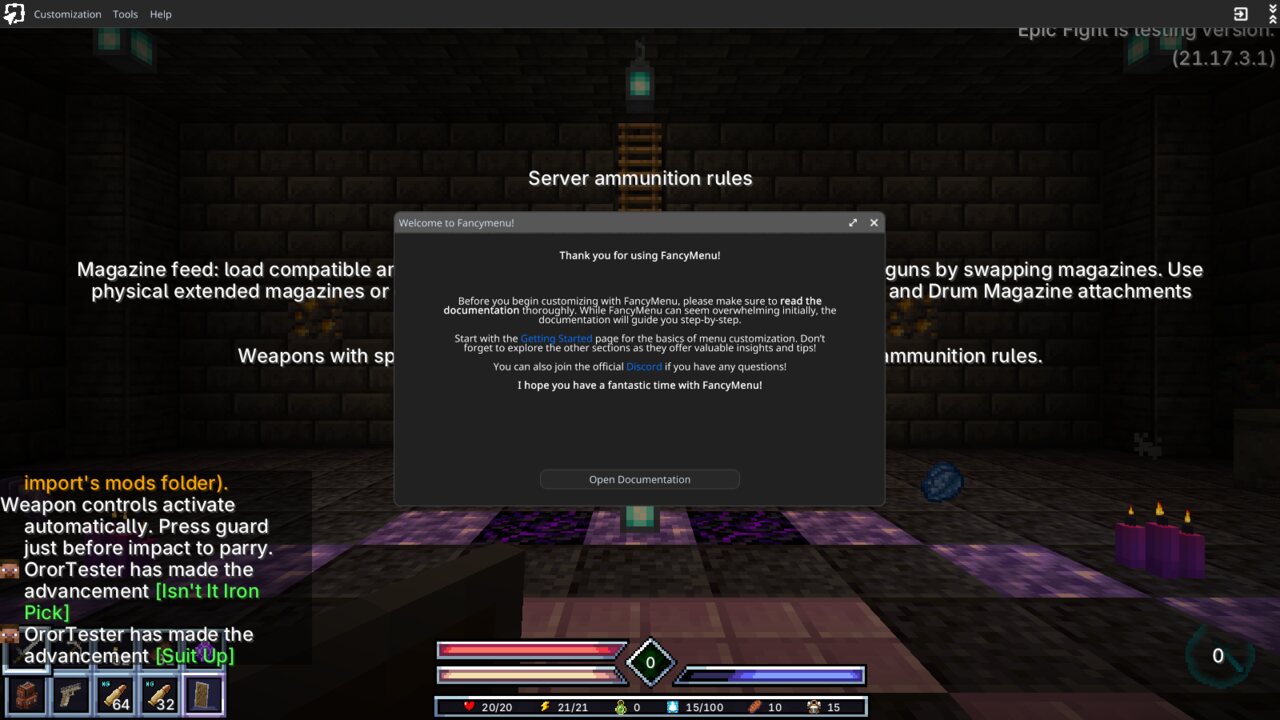 Customization Tools Help
Epic Fight is testing version.
(21.17.3.1)
Server ammunition rules
Welcome to Fancymenu!
Thank you for using FancyMenu!
Magazine feed: load compatible guns by swapping magazines. Use
physical extended magazines or and Drum Magazine attachments
Before you begin customizing with FancyMenu, please make sure to read the
documentation thoroughly. While FancyMenu can seem overwhelming initially, the
documentation will guide you step-by-step.
Start with the Getting Started page for the basics of menu customization. Don't
forget to explore the other sections as they offer valuable insights and tips!
Weapons with ammunition rules.
You can also join the official Discord if you have any questions!
I hope you have a fantastic time with FancyMenu!
Open Documentation
import's mods folder).
Weapon controls activate
automatically. Press guard
just before impact to parry.
OrorTester has made the
advancement [Isn't It Iron
Pick]
OrorTester has made the
advancement [Suit Up]
0
0
64
32
20/20 21/21 0 15/100 10 15